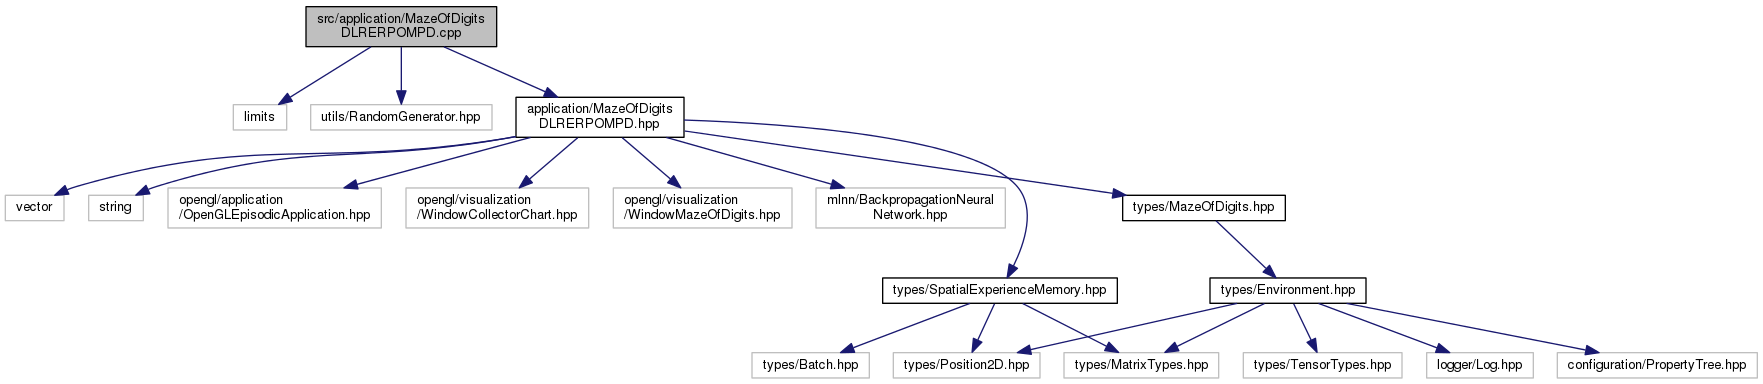 src/application/MazeOfDigits
DLRERPOMPD.cpp
limits
utils/RandomGenerator.hpp
application/MazeOfDigits
DLRERPOMPD.hpp
vector
string
opengl/application
/OpenGLEpisodicApplication.hpp
opengl/visualization
/WindowCollectorChart.hpp
opengl/visualization
/WindowMazeOfDigits.hpp
mlnn/BackpropagationNeural
Network.hpp
types/MazeOfDigits.hpp
types/SpatialExperienceMemory.hpp
types/Environment.hpp
types/Batch.hpp
types/Position2D.hpp
types/MatrixTypes.hpp
types/TensorTypes.hpp
logger/Log.hpp
configuration/PropertyTree.hpp